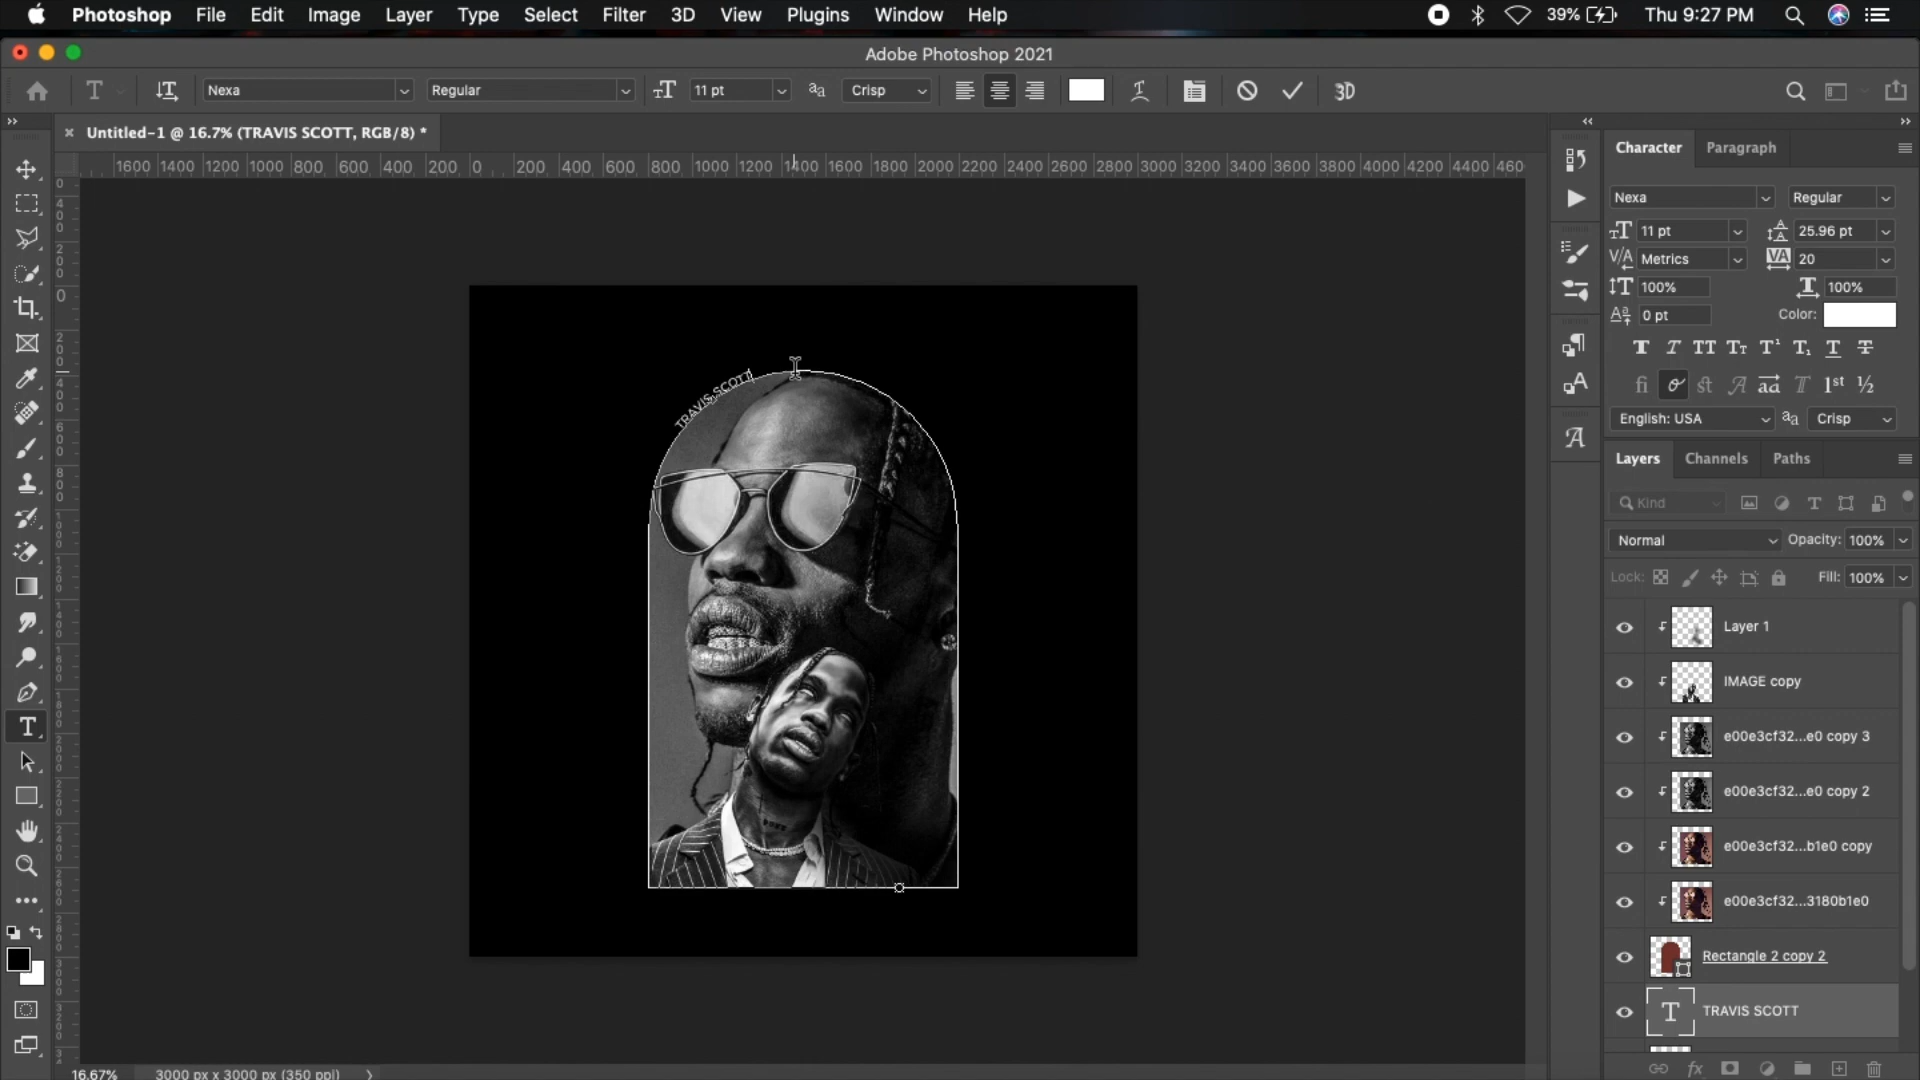 Photoshop File Edit Image Layer Type Select Filter 3D View Plugins Window Help 39% Thu 9:27 PM
Adobe Photoshop 2021
Nexa Regular 11 pt Crisp 3D
Untitled-1 @ 16.7% (TRAVIS SCOTT, RGB/8) *
1600 1400 1200 1000 800 600 400 200 0 200 400 600 800 1000 1200 1400 1600 1800 2000 2200 2400 2600 2800 3000 3200 3400 3600 3800 4000 4200 4400 460
TRAVIS SCOTT
Character Paragraph
Nexa Regular
11 pt 25.96 pt
Metrics 20
100% 100%
0 pt Color:
English: USA Crisp
Layers Channels Paths
Kind
Normal Opacity: 100%
Lock: Fill: 100%
Layer 1
IMAGE copy
e00e3cf32...e0 copy 3
e00e3cf32...e0 copy 2
e00e3cf32...b1e0 copy
e00e3cf32...3180b1e0
Rectangle 2 copy 2
TRAVIS SCOTT
16.67% 3000 px x 3000 px (350 ppi)